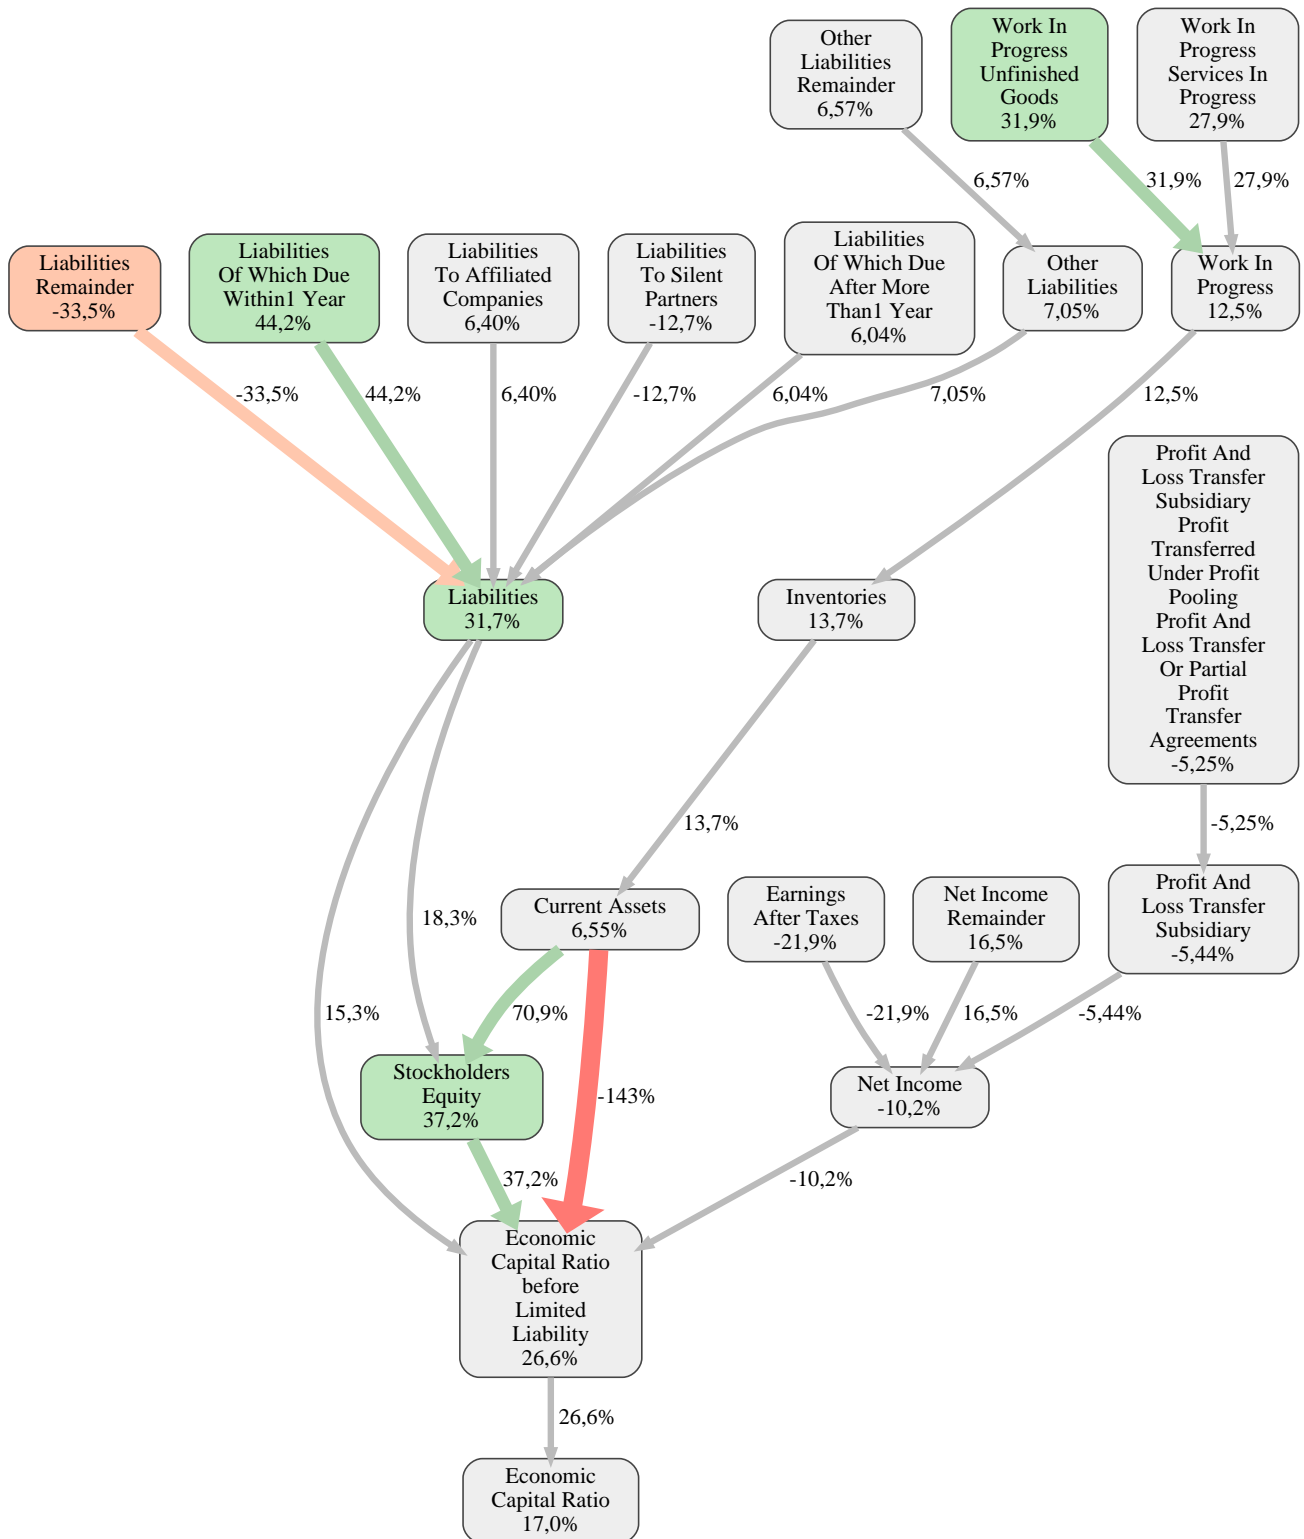 Other
Liabilities
Remainder
6,57%
Work In
Progress
Unfinished
Goods
31,9%
Work In
Progress
Services In
Progress
27,9%
6,57%
31,9%
27,9%
Liabilities
Remainder
-33,5%
Liabilities
Of Which Due
Within1 Year
44,2%
Liabilities
To Affiliated
Companies
6,40%
Liabilities
To Silent
Partners
-12,7%
Liabilities
Of Which Due
After More
Than1 Year
6,04%
Other
Liabilities
7,05%
Work In
Progress
12,5%
-33,5%
44,2%
6,40%
-12,7%
6,04%
7,05%
12,5%
Profit And
Loss Transfer
Subsidiary
Profit
Transferred
Under Profit
Pooling
Profit And
Loss Transfer
Or Partial
Profit
Transfer
Agreements
-5,25%
Liabilities
31,7%
Inventories
13,7%
13,7%
-5,25%
18,3%
Current Assets
6,55%
Earnings
After Taxes
-21,9%
Net Income
Remainder
16,5%
Profit And
Loss Transfer
Subsidiary
-5,44%
15,3%
70,9%
-21,9%
16,5%
-5,44%
Stockholders
Equity
37,2%
-143%
Net Income
-10,2%
37,2%
-10,2%
Economic
Capital Ratio
before
Limited
Liability
26,6%
26,6%
Economic
Capital Ratio
17,0%